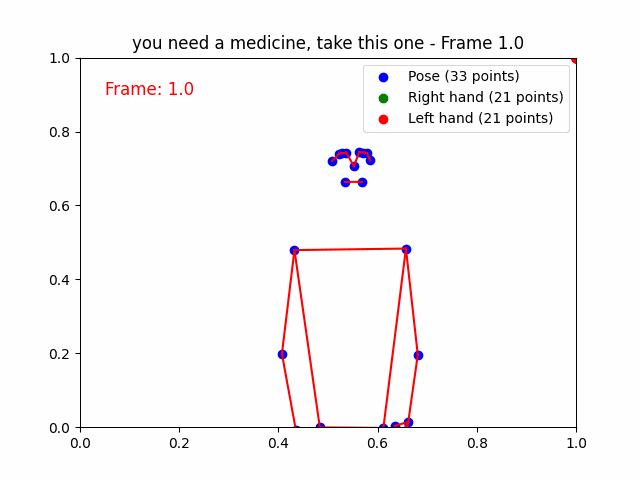 you need a medicine, take this one - Frame 1.0
Frame: 1.0
Pose (33 points)
Right hand (21 points)
Left hand (21 points)
1.0
0.8
0.6
0.4
0.2
0.0
0.0 0.2 0.4 0.6 0.8 1.0